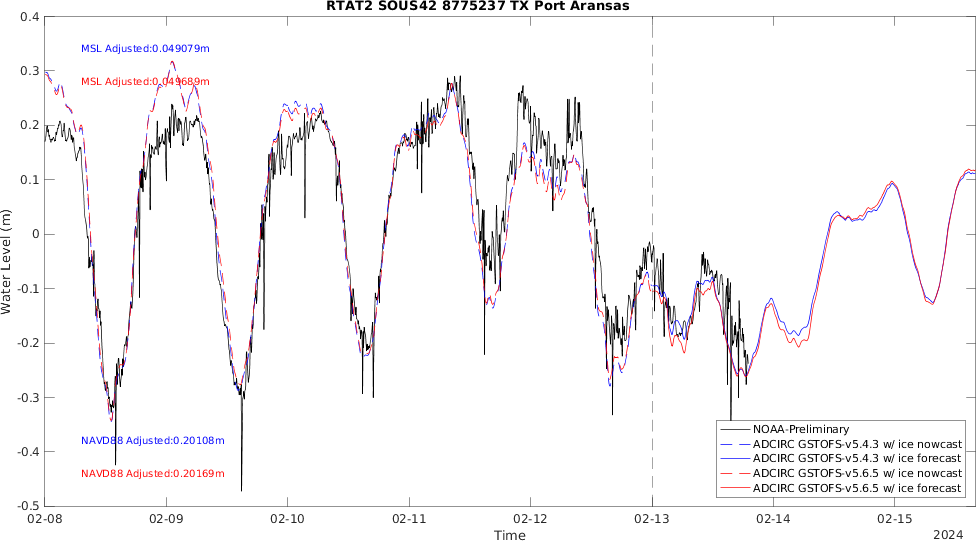 RTAT2 SOUS42 8775237 TX Port Aransas
0.4
0.3
0.2
0.1
0
-0.1
-0.2
-0.3
-0.4
-0.5
Water Level (m)
MSL Adjusted:0.049079m
MSL Adjusted:0.049689m
NAVD88 Adjusted:0.20108m
NAVD88 Adjusted:0.20169m
NOAA-Preliminary
ADCIRC GSTOFS-v5.4.3 w/ ice nowcast
ADCIRC GSTOFS-v5.4.3 w/ ice forecast
ADCIRC GSTOFS-v5.6.5 w/ ice nowcast
ADCIRC GSTOFS-v5.6.5 w/ ice forecast
02-08 02-09 02-10 02-11 02-12 02-13 02-14 02-15
Time
2024